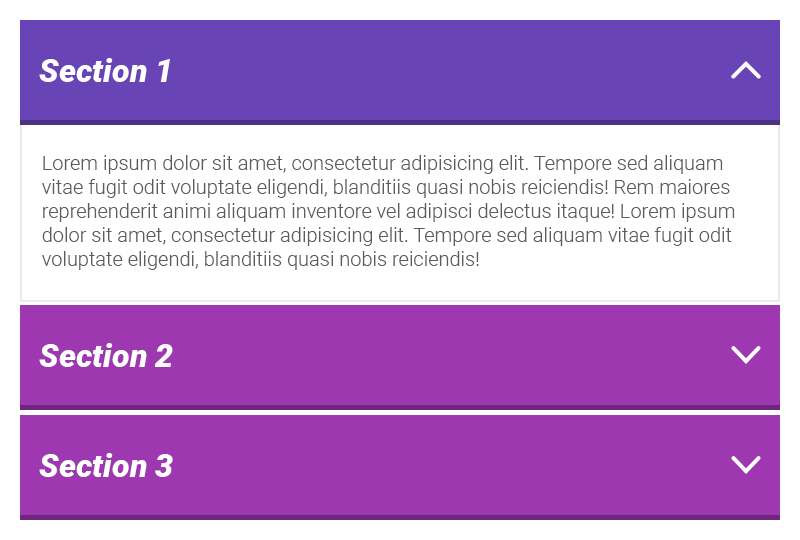 Section 1
Lorem ipsum dolor sit amet, consectetur adipisicing elit. Tempore sed aliquam
vitae fugit odit voluptate eligendi, blanditiis quasi nobis reiciendis! Rem maiores
reprehenderit animi aliquam inventore vel adipisci delectus itaque! Lorem ipsum
dolor sit amet, consectetur adipisicing elit. Tempore sed aliquam vitae fugit odit
voluptate eligendi, blanditiis quasi nobis reiciendis!
Section 2
Section 3